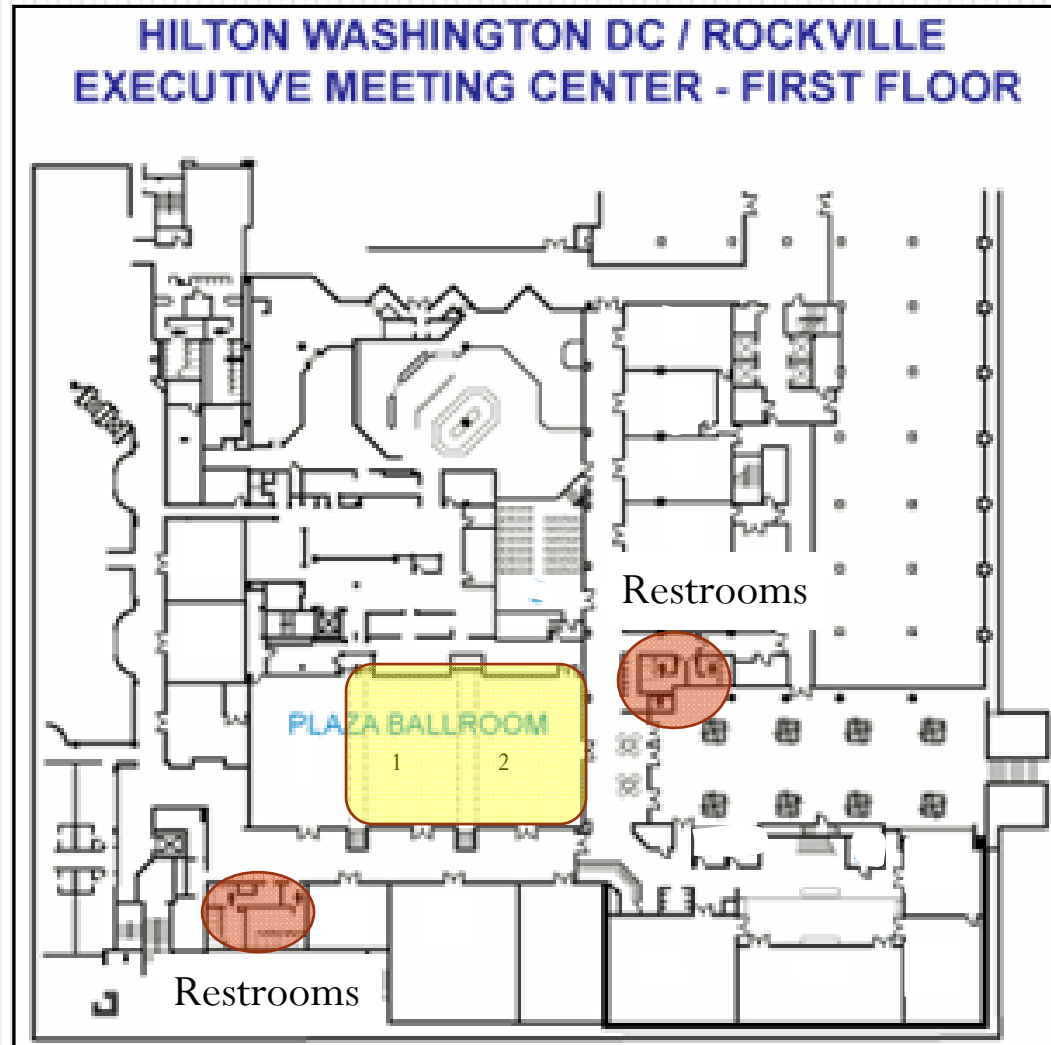 HILTON WASHINGTON DC / ROCKVILLE
EXECUTIVE MEETING CENTER - FIRST FLOOR
Restrooms
PLAZA BALLROOM
1 2
Restrooms